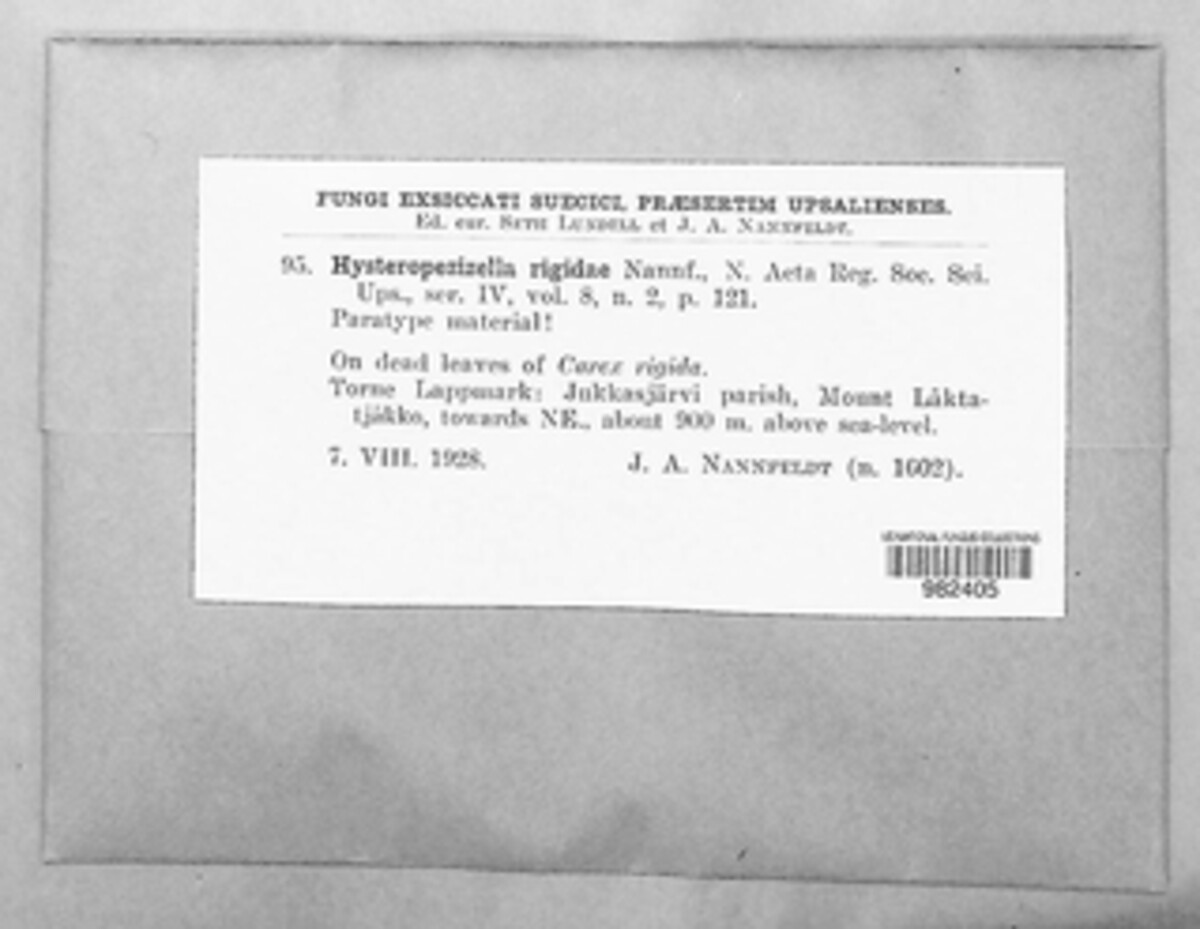 FUNGI EXSICCATI SUECICI, PRÆSERTIM UPSALIENSES.
Ed. cur. SETH LUNDELL et J. A. NANNFELDT.
95. Hysteropezizella rigidae Nannf., N. Acta Reg. Soc. Sci.
Ups., ser. IV, vol. 8, n. 2, p. 121.
Paratype material!
On dead leaves of Carex rigida.
Torne Lappmark: Jukkasjärvi parish, Mount Låkta-
tjåkko, towards NE., about 900 m. above sea-level.
7. VIII. 1928. J. A. NANNFELDT (n. 1602).
982405